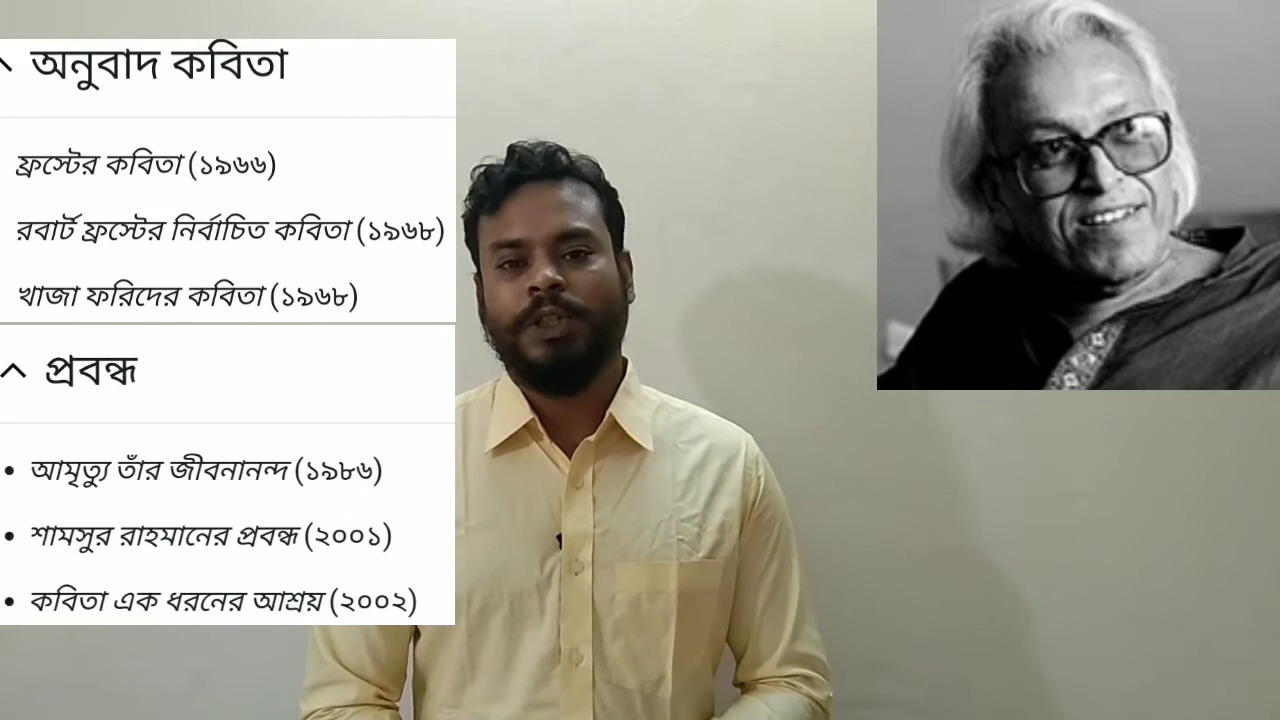 অনুবাদ কবিতা
ফ্রস্টের কবিতা (১৯৬৬)
রবার্ট ফ্রস্টের নির্বাচিত কবিতা (১৯৬৮)
খাজা ফরিদের কবিতা (১৯৬৮)
প্রবন্ধ
• আমৃত্যু তাঁর জীবনানন্দ (১৯৮৬)
• শামসুর রাহমানের প্রবন্ধ (২০০১)
• কবিতা এক ধরনের আশ্রয় (২০০২)